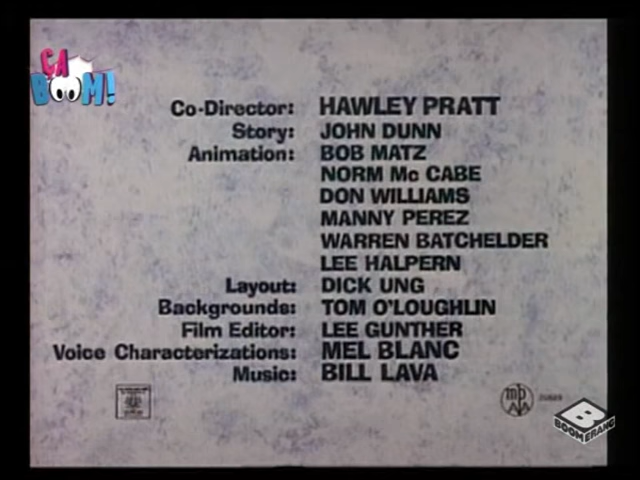 ÇA
BOOM!
Co-Director: HAWLEY PRATT
Story: JOHN DUNN
Animation: BOB MATZ
NORM Mc CABE
DON WILLIAMS
MANNY PEREZ
WARREN BATCHELDER
LEE HALPERN
Layout: DICK UNG
Backgrounds: TOM O'LOUGHLIN
Film Editor: LEE GUNTHER
Voice Characterizations: MEL BLANC
Music: BILL LAVA
B
BOOMERANG